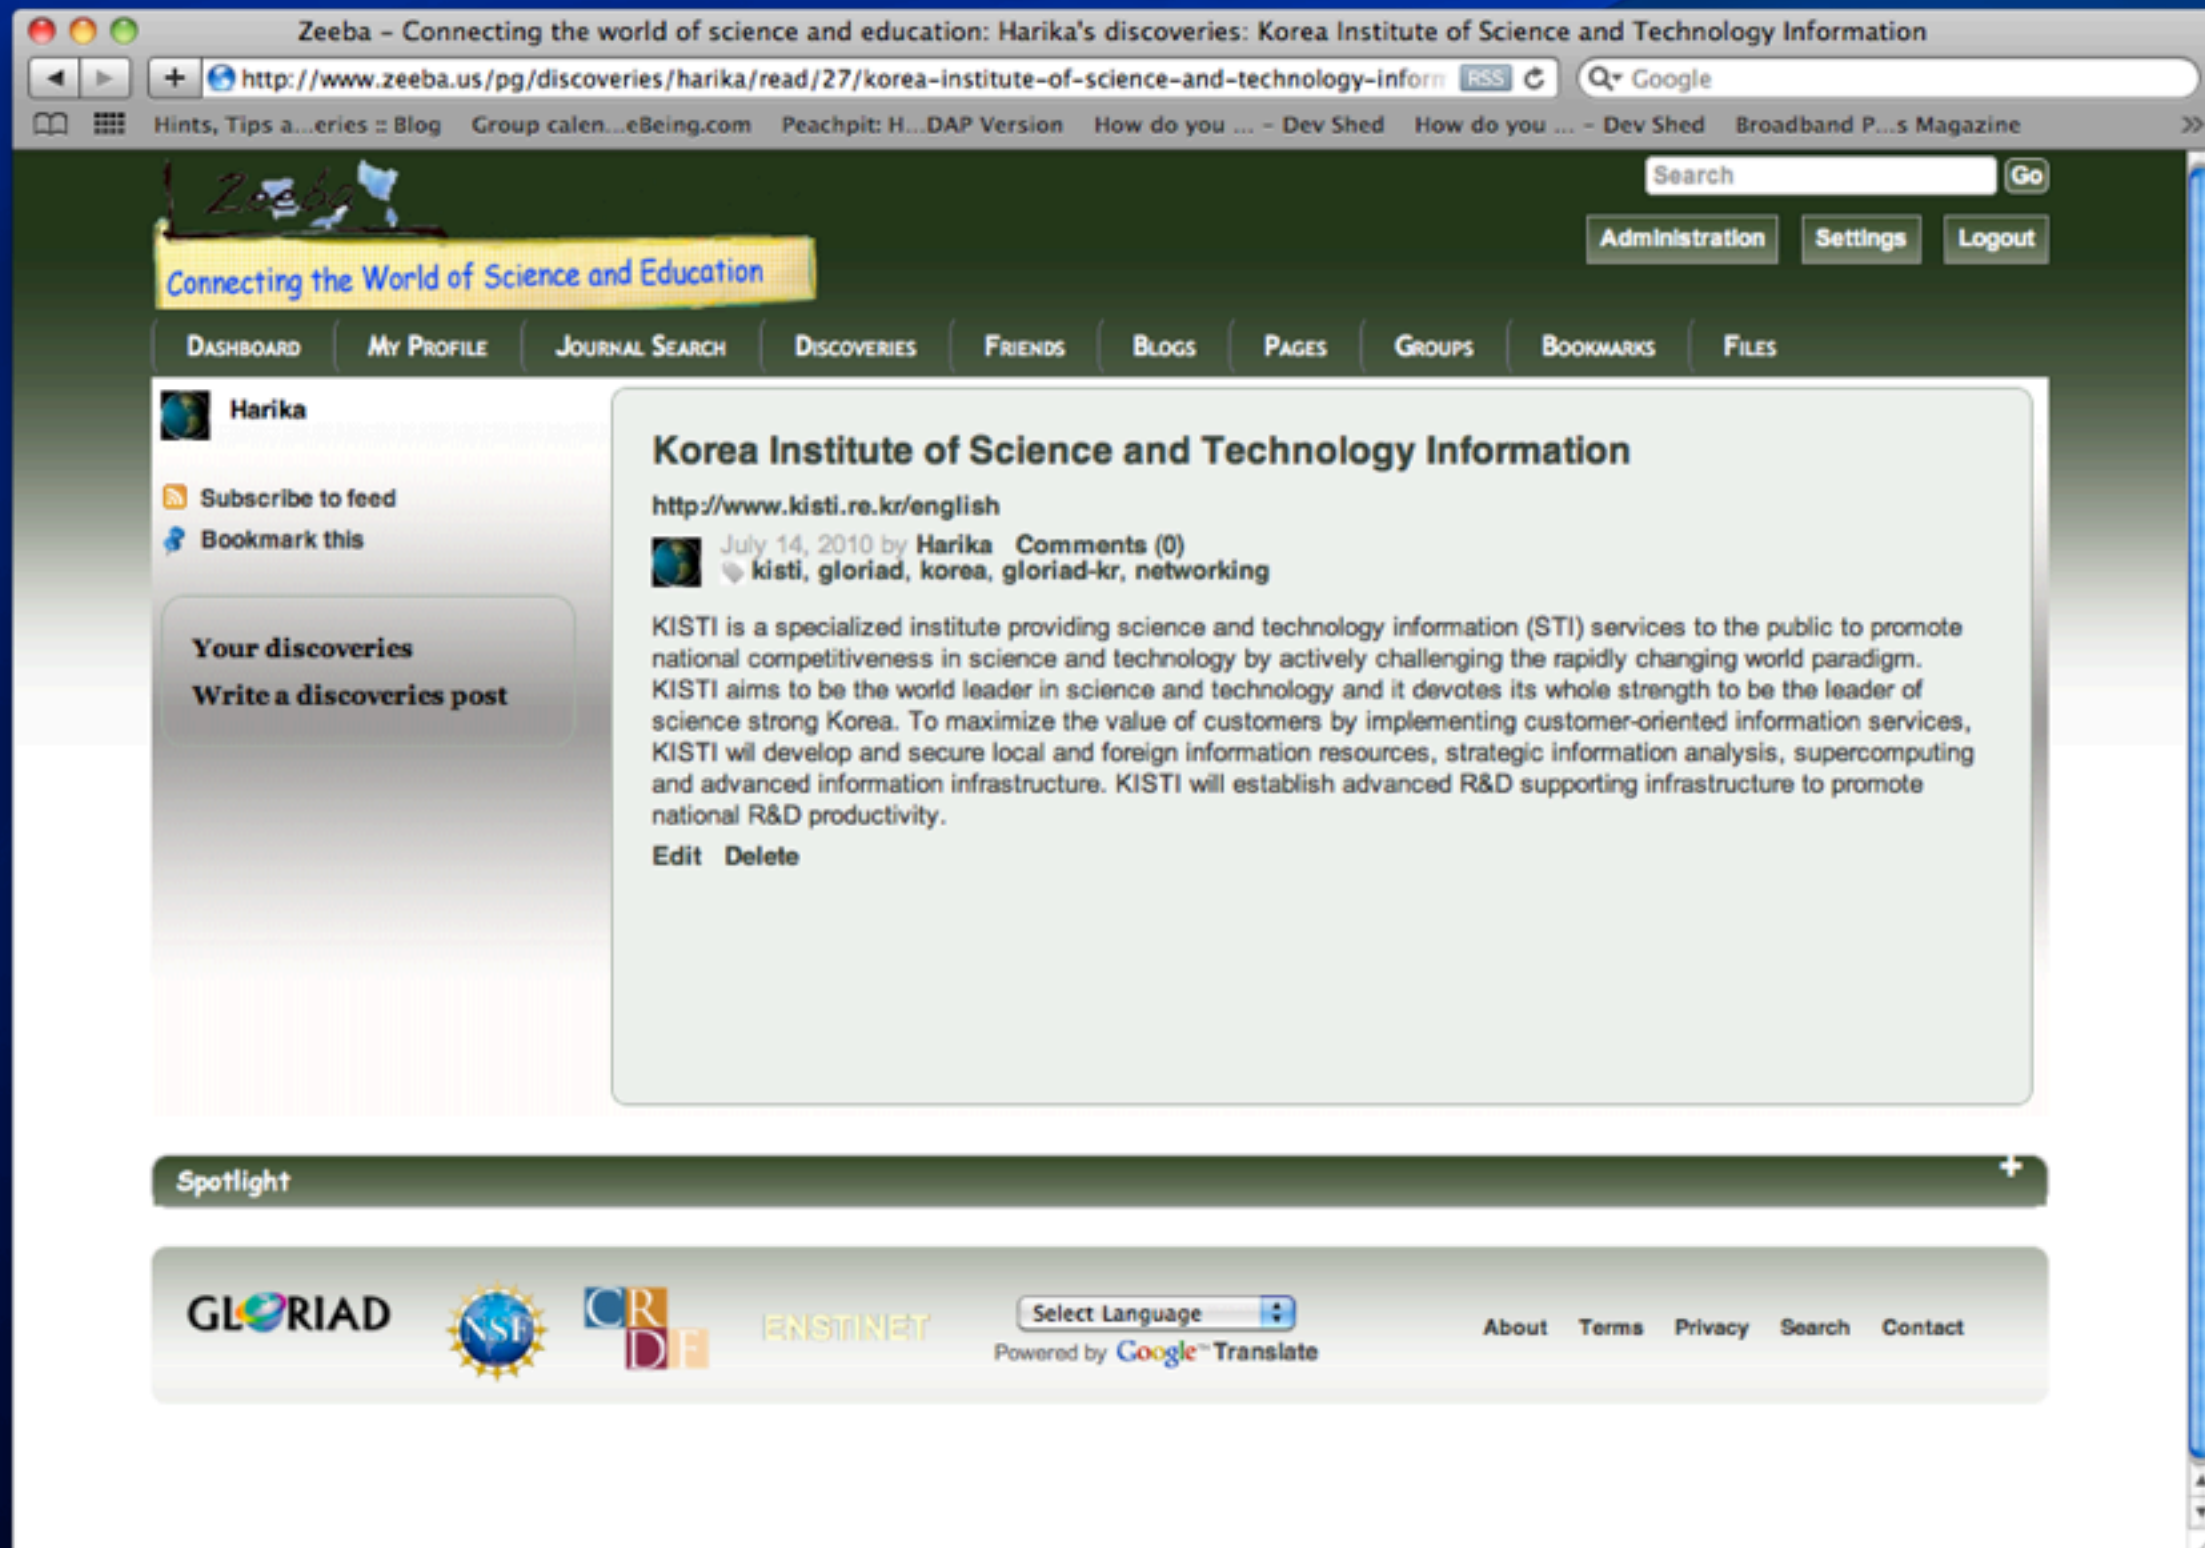 Zeeba – Connecting the world of science and education: Harika's discoveries: Korea Institute of Science and Technology Information
http://www.zeeba.us/pg/discoveries/harika/read/27/korea-institute-of-science-and-technology-inform RSS Google
Hints, Tips a...eries :: Blog Group calen...eBeing.com Peachpit: H...DAP Version How do you ... – Dev Shed How do you ... – Dev Shed Broadband P...s Magazine
Zeeba
Connecting the World of Science and Education
Search Go
Administration Settings Logout
Dashboard My Profile Journal Search Discoveries Friends Blogs Pages Groups Bookmarks Files
Harika
Subscribe to feed
Bookmark this
Your discoveries
Write a discoveries post
Korea Institute of Science and Technology Information
http://www.kisti.re.kr/english
July 14, 2010 by Harika Comments (0)
kisti, gloriad, korea, gloriad-kr, networking
KISTI is a specialized institute providing science and technology information (STI) services to the public to promote
national competitiveness in science and technology by actively challenging the rapidly changing world paradigm.
KISTI aims to be the world leader in science and technology and it devotes its whole strength to be the leader of
science strong Korea. To maximize the value of customers by implementing customer-oriented information services,
KISTI wil develop and secure local and foreign information resources, strategic information analysis, supercomputing
and advanced information infrastructure. KISTI will establish advanced R&D supporting infrastructure to promote
national R&D productivity.
Edit Delete
Spotlight +
GLORIAD NSF CRDF ENSTINET
Select Language
Powered by Google™ Translate
About Terms Privacy Search Contact